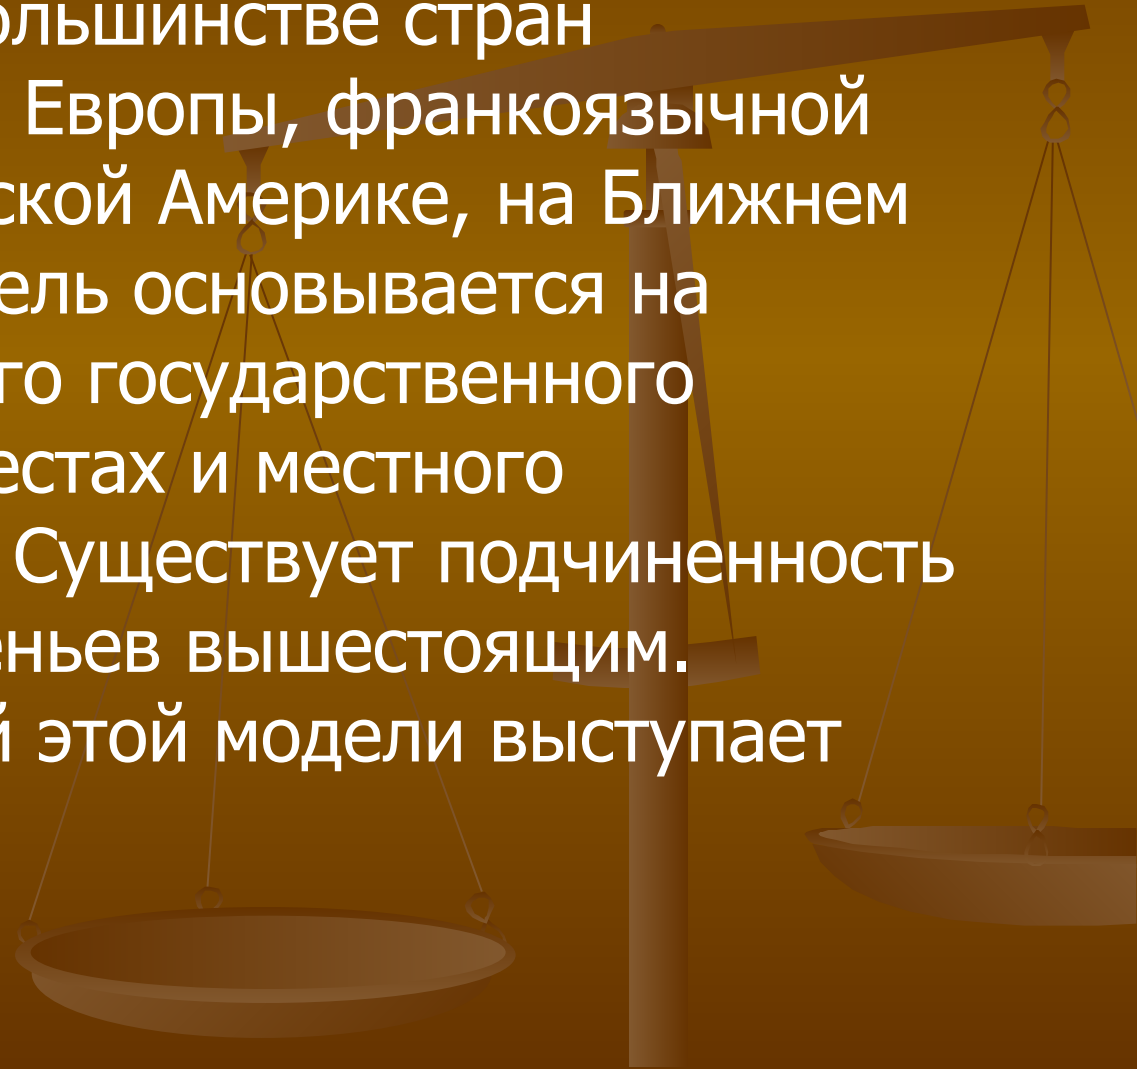 ольшинстве стран
Европы, франкоязычной
ской Америке, на Ближнем
ель основывается на
го государственного
естах и местного
Существует подчиненность
еньев вышестоящим.
й этой модели выступает